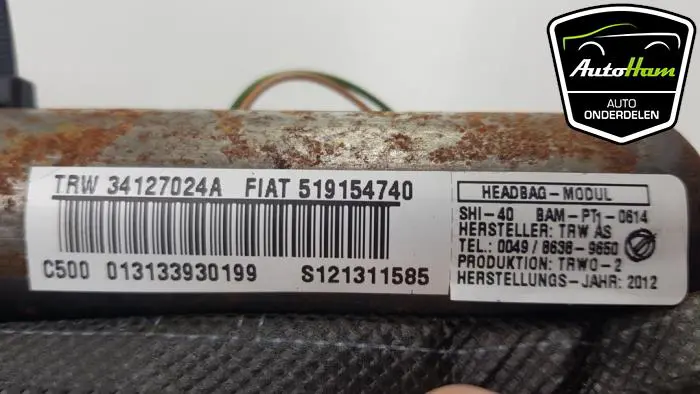 AutoHam
AUTO
ONDERDELEN
TRW 34127024A FIAT 519154740
C500 013133930199 S121311585
HEADBAG-MODUL
SHI-40 BAM-PT1-0614
HERSTELLER: TRW AS
TEL.: 0049/8636-9650
PRODUKTION: TRWO-2
HERSTELLUNGS-JAHR: 2012